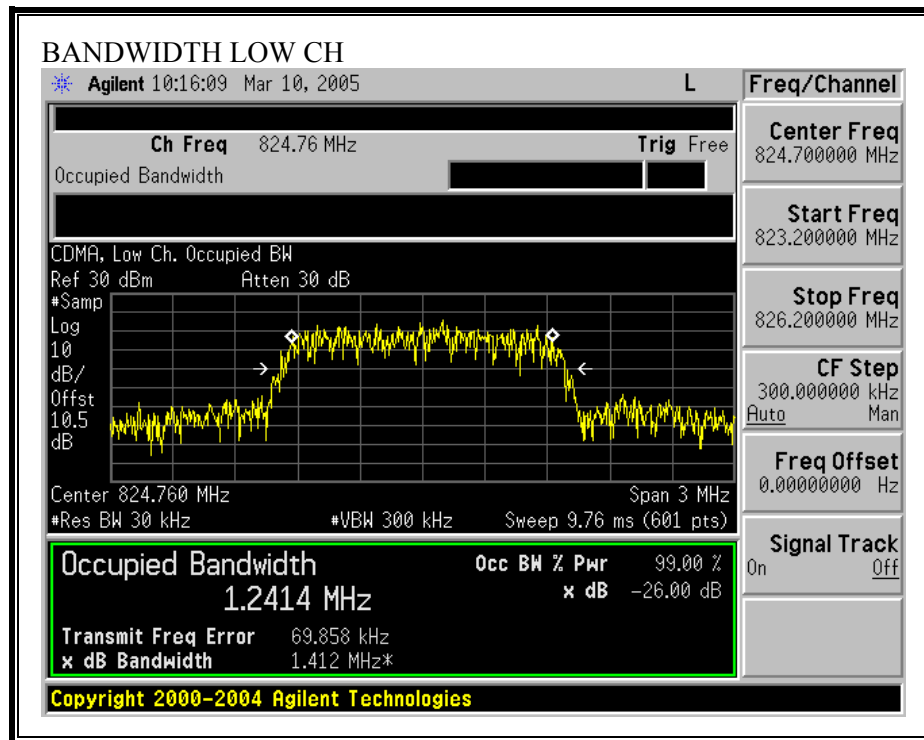 BANDWIDTH LOW CH
Agilent 10:16:09 Mar 10, 2005 L
Freq/Channel
Ch Freq 824.76 MHz Trig Free
Occupied Bandwidth
Center Freq
824.700000 MHz
Start Freq
823.200000 MHz
Stop Freq
826.200000 MHz
CF Step
300.000000 kHz
Auto Man
Freq Offset
0.00000000 Hz
Signal Track
On Off
CDMA, Low Ch. Occupied BW
Ref 30 dBm Atten 30 dB
#Samp
Log
10
dB/
Offst
10.5
dB
Center 824.760 MHz Span 3 MHz
#Res BW 30 kHz #VBW 300 kHz Sweep 9.76 ms (601 pts)
Occupied Bandwidth Occ BW % Pwr 99.00 %
1.2414 MHz x dB -26.00 dB
Transmit Freq Error 69.858 kHz
x dB Bandwidth 1.412 MHz*
Copyright 2000-2004 Agilent Technologies